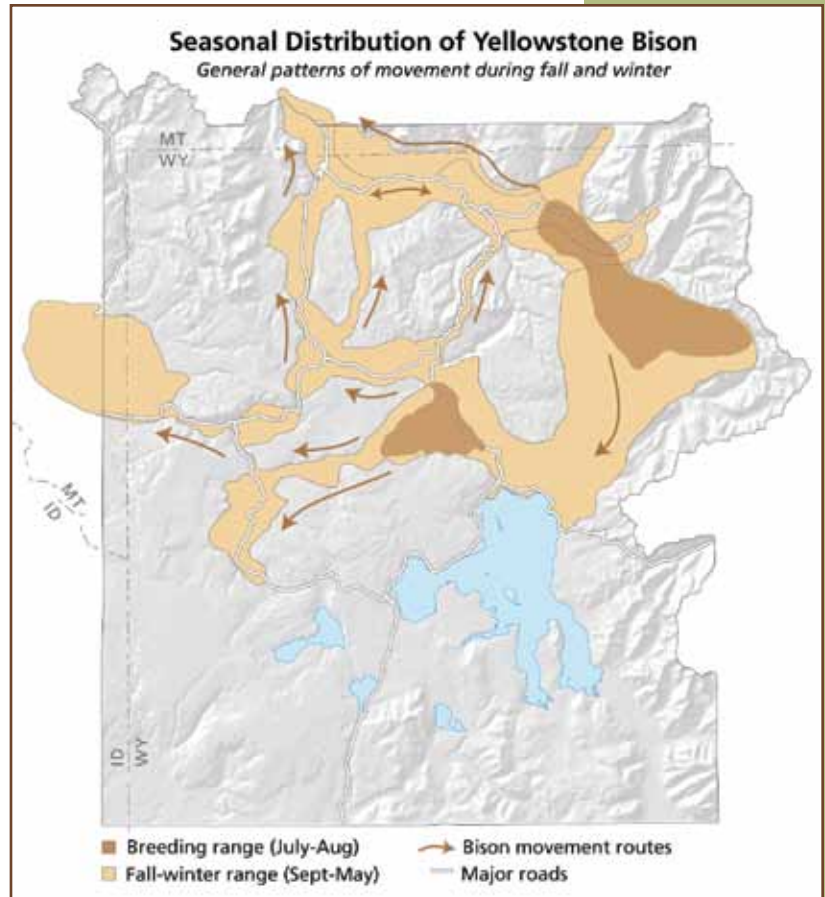 Seasonal Distribution of Yellowstone Bison
General patterns of movement during fall and winter
MT
WY
MT
ID
ID
WY
Breeding range (July-Aug)
Fall-winter range (Sept-May)
Bison movement routes
Major roads